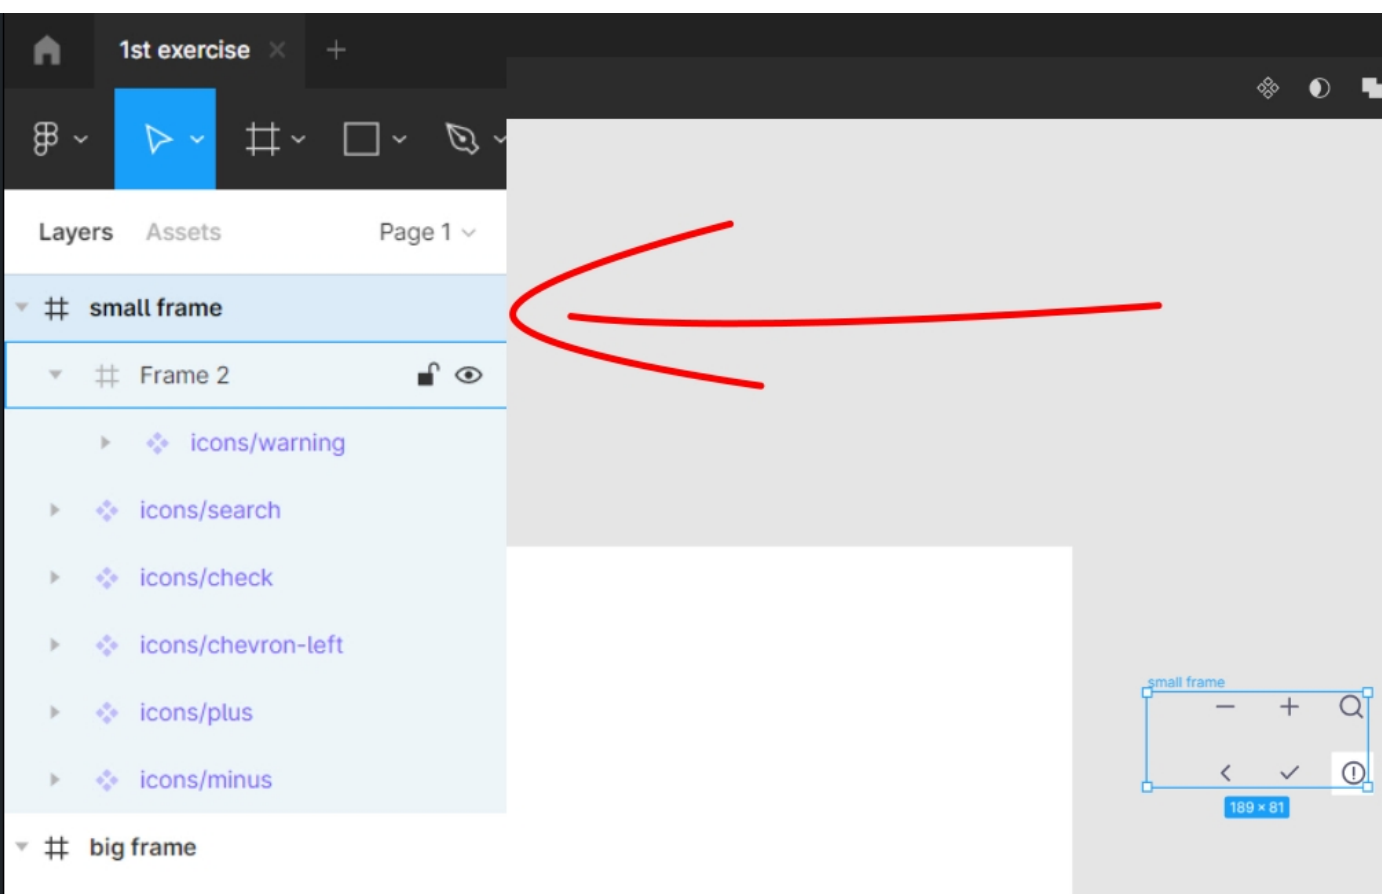 1st exercise
Layers Assets Page 1
small frame
Frame 2
icons/warning
icons/search
icons/check
icons/chevron-left
icons/plus
icons/minus
big frame
small frame
189 × 81